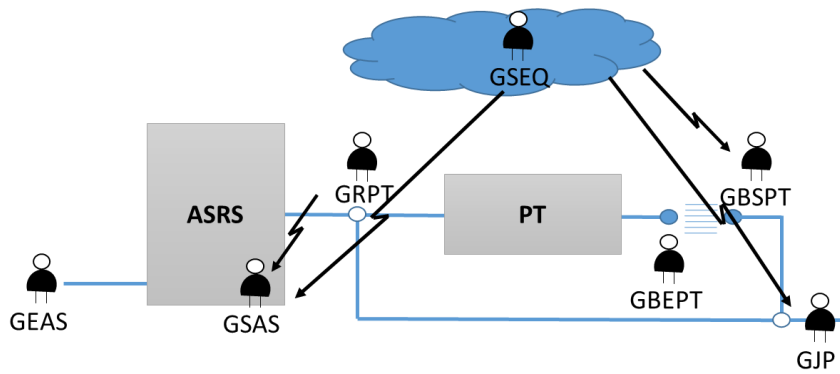 GSEQ
ASRS
GRPT
PT
GBSPT
GEAS
GSAS
GBEPT
GJP